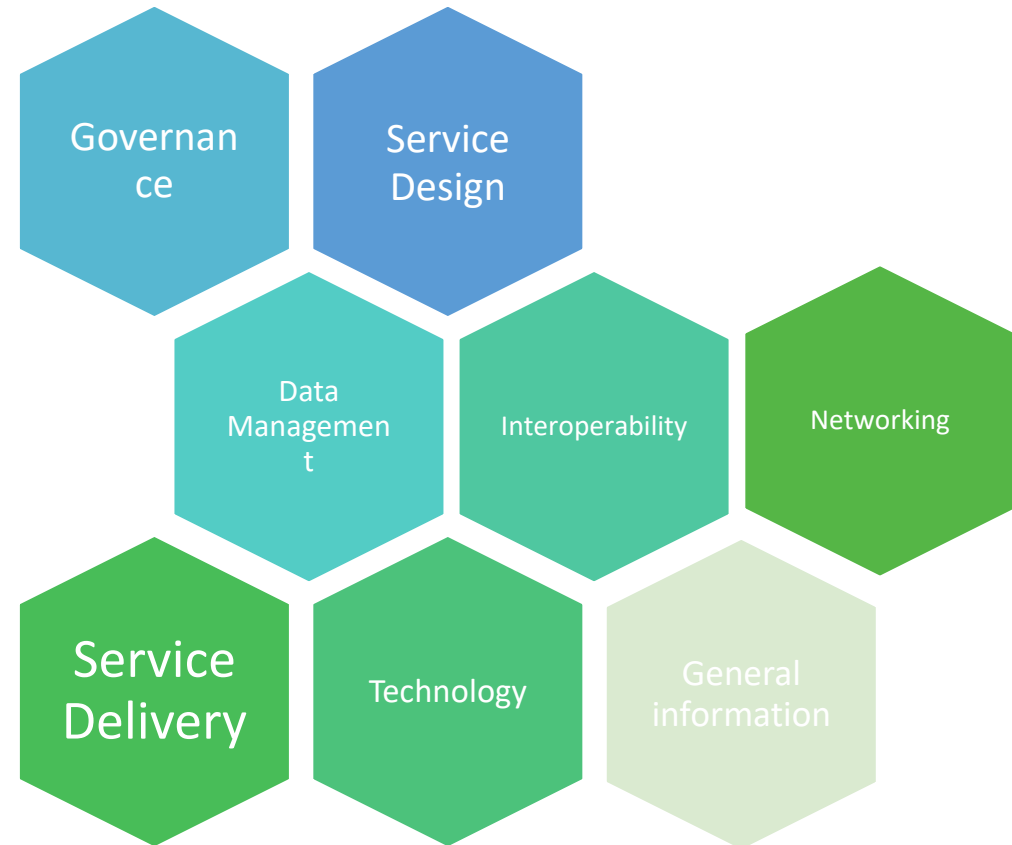 Governan
ce
Service
Design
Data
Managemen
t
Interoperability
Networking
Service
Delivery
Technology
General
information